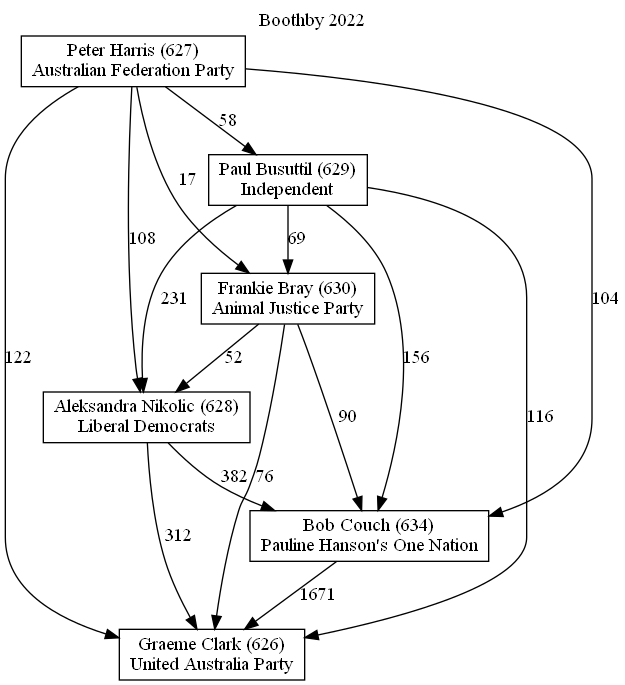 Boothby 2022
Peter Harris (627)
Australian Federation Party
58
Paul Busuttil (629)
Independent
17
108
69
231
Frankie Bray (630)
Animal Justice Party
104
122
52
156
Aleksandra Nikolic (628)
Liberal Democrats
90
116
382
76
Bob Couch (634)
Pauline Hanson's One Nation
312
1671
Graeme Clark (626)
United Australia Party